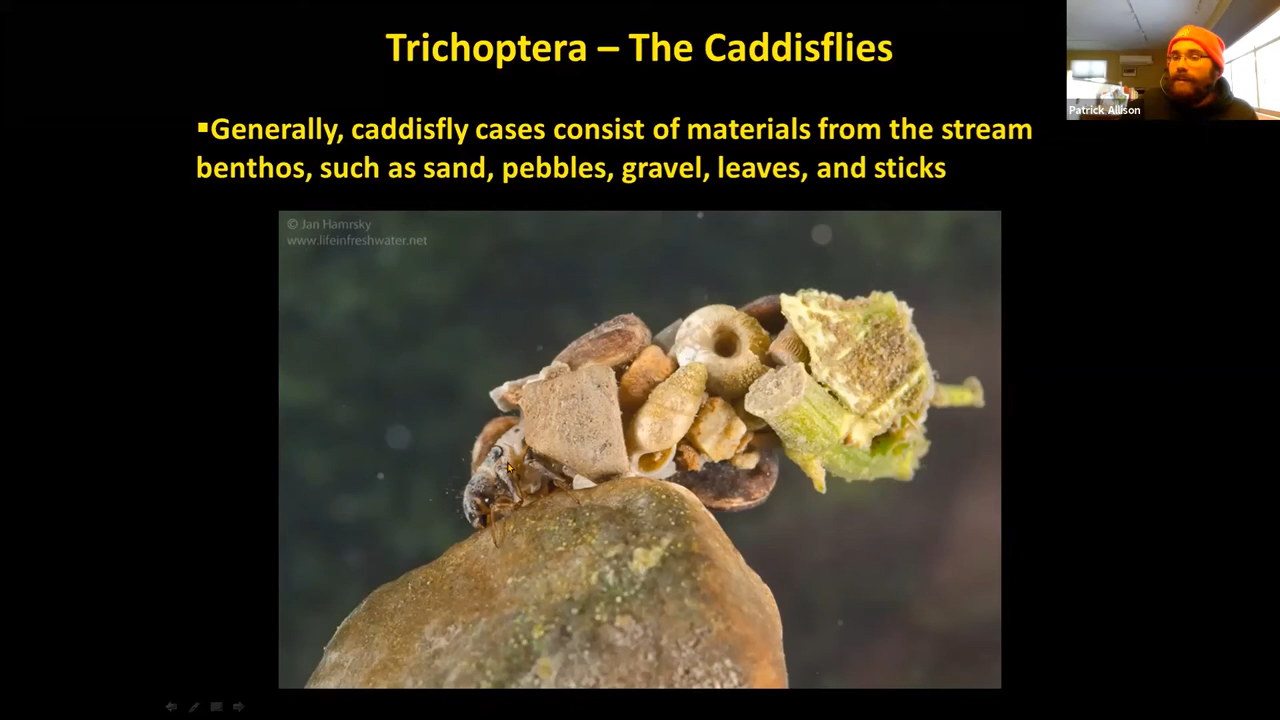 Trichoptera – The Caddisflies
Patrick Allison
▪Generally, caddisfly cases consist of materials from the stream
benthos, such as sand, pebbles, gravel, leaves, and sticks
© Jan Hamrsky
www.lifeinfreshwater.net